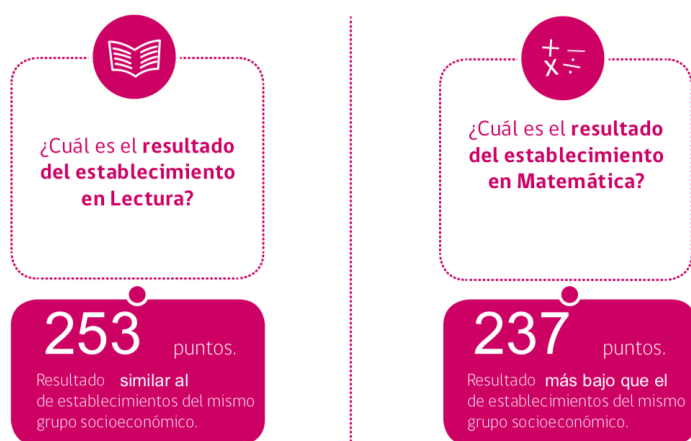 ¿Cuál es el resultado
del establecimiento
en Lectura?
253 puntos.
Resultado similar al
de establecimientos del mismo
grupo socioeconómico.
¿Cuál es el resultado
del establecimiento
en Matemática?
237 puntos.
Resultado más bajo que el
de establecimientos del mismo
grupo socioeconómico.